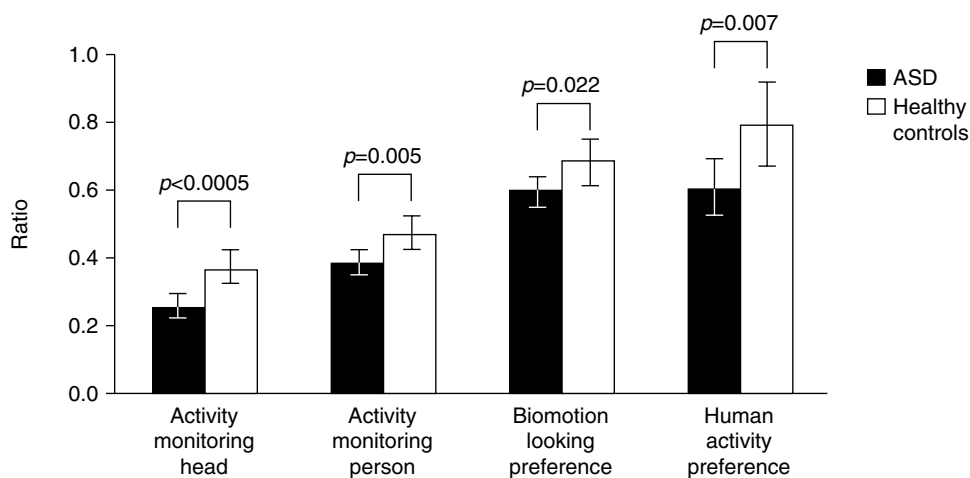 p=0.007
1.0
ASD
p=0.022
Healthy
controls
0.8
p=0.005
p<0.0005
0.6
Ratio
0.4
0.2
0.0
Activity
monitoring
head
Activity
monitoring
person
Biomotion
looking
preference
Human
activity
preference